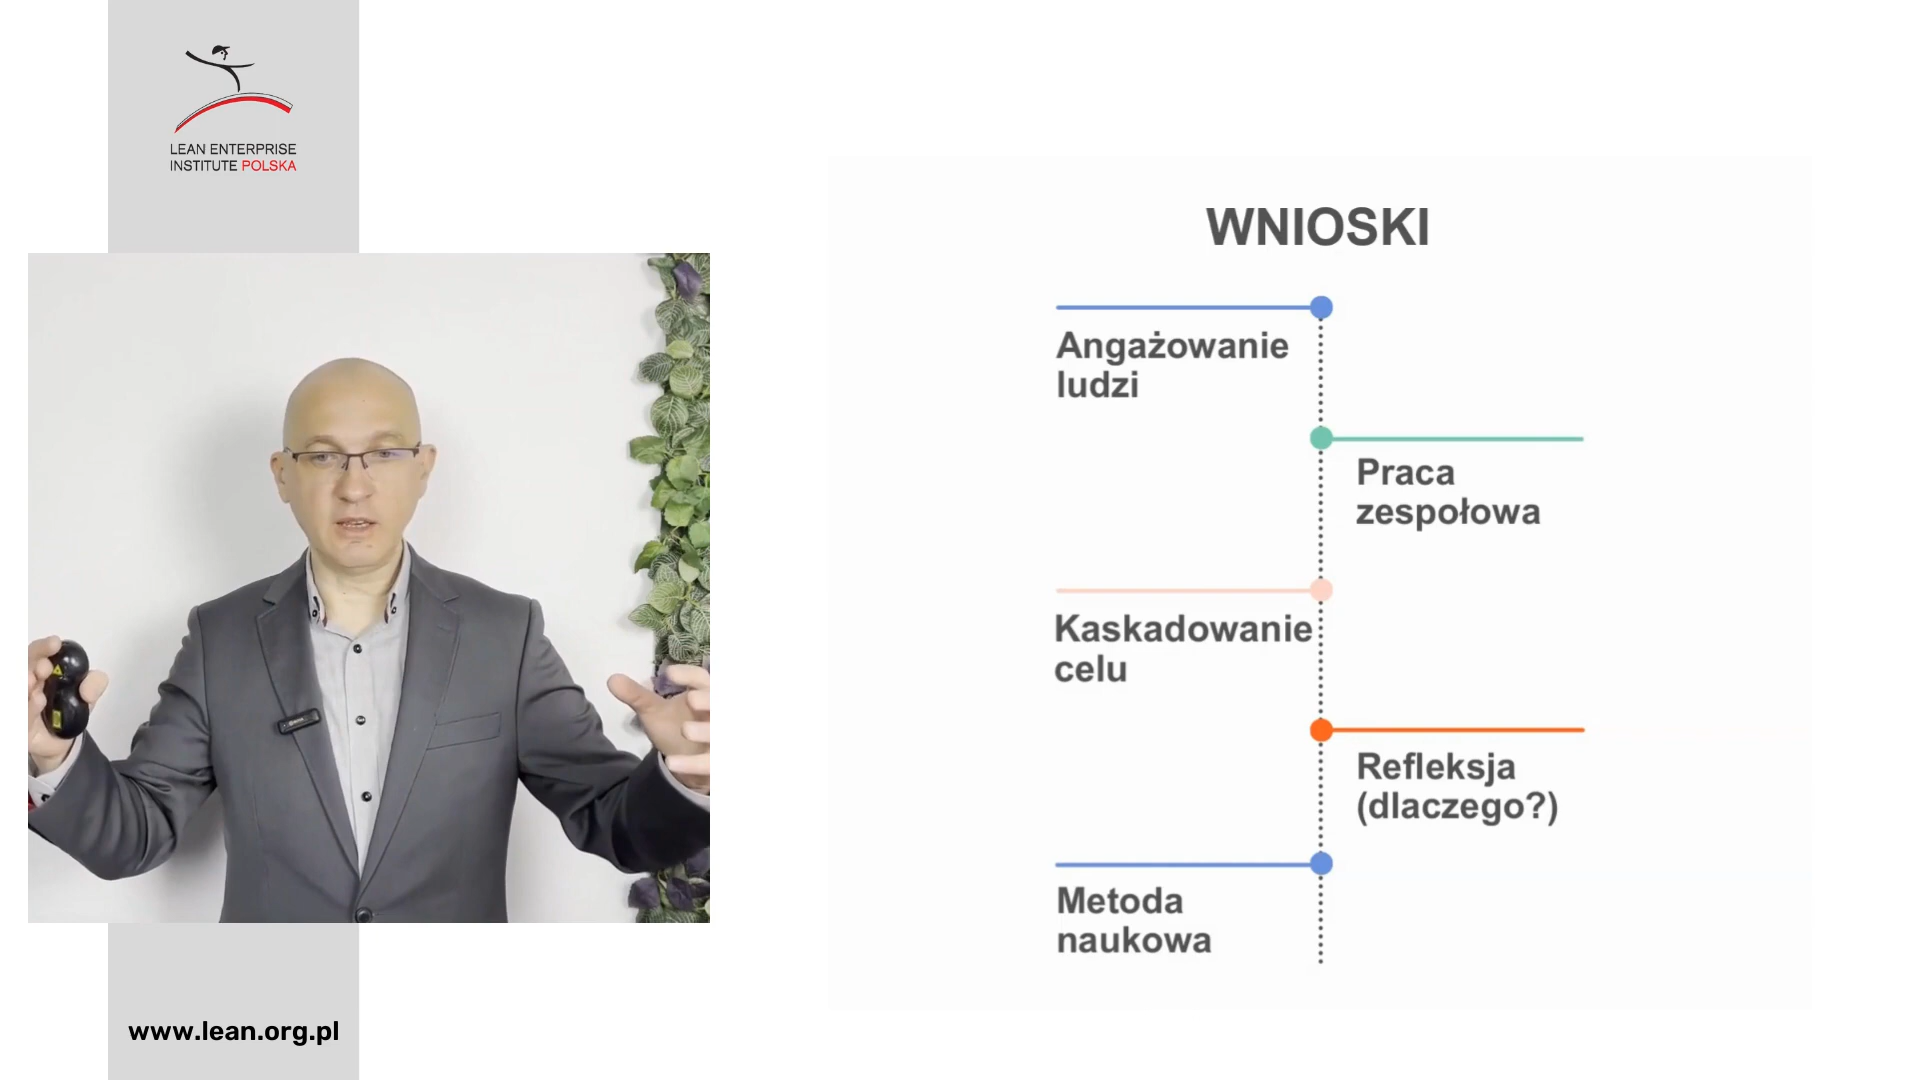 LEAN ENTERPRISE
INSTITUTE POLSKA
WNIOSKI
Angażowanie
ludzi
Praca
zespołowa
Kaskadowanie
celu
Refleksja
(dlaczego?)
Metoda
naukowa
www.lean.org.pl